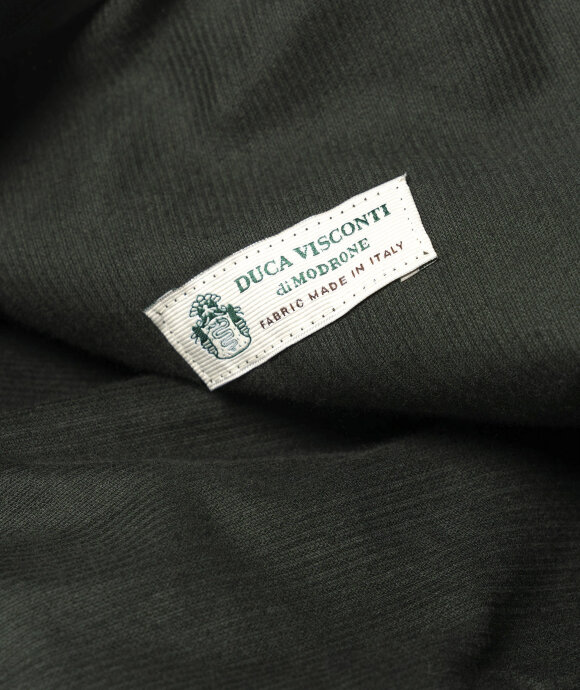 DUCA VISCONTI
di MODRONE
FABRIC MADE IN ITALY